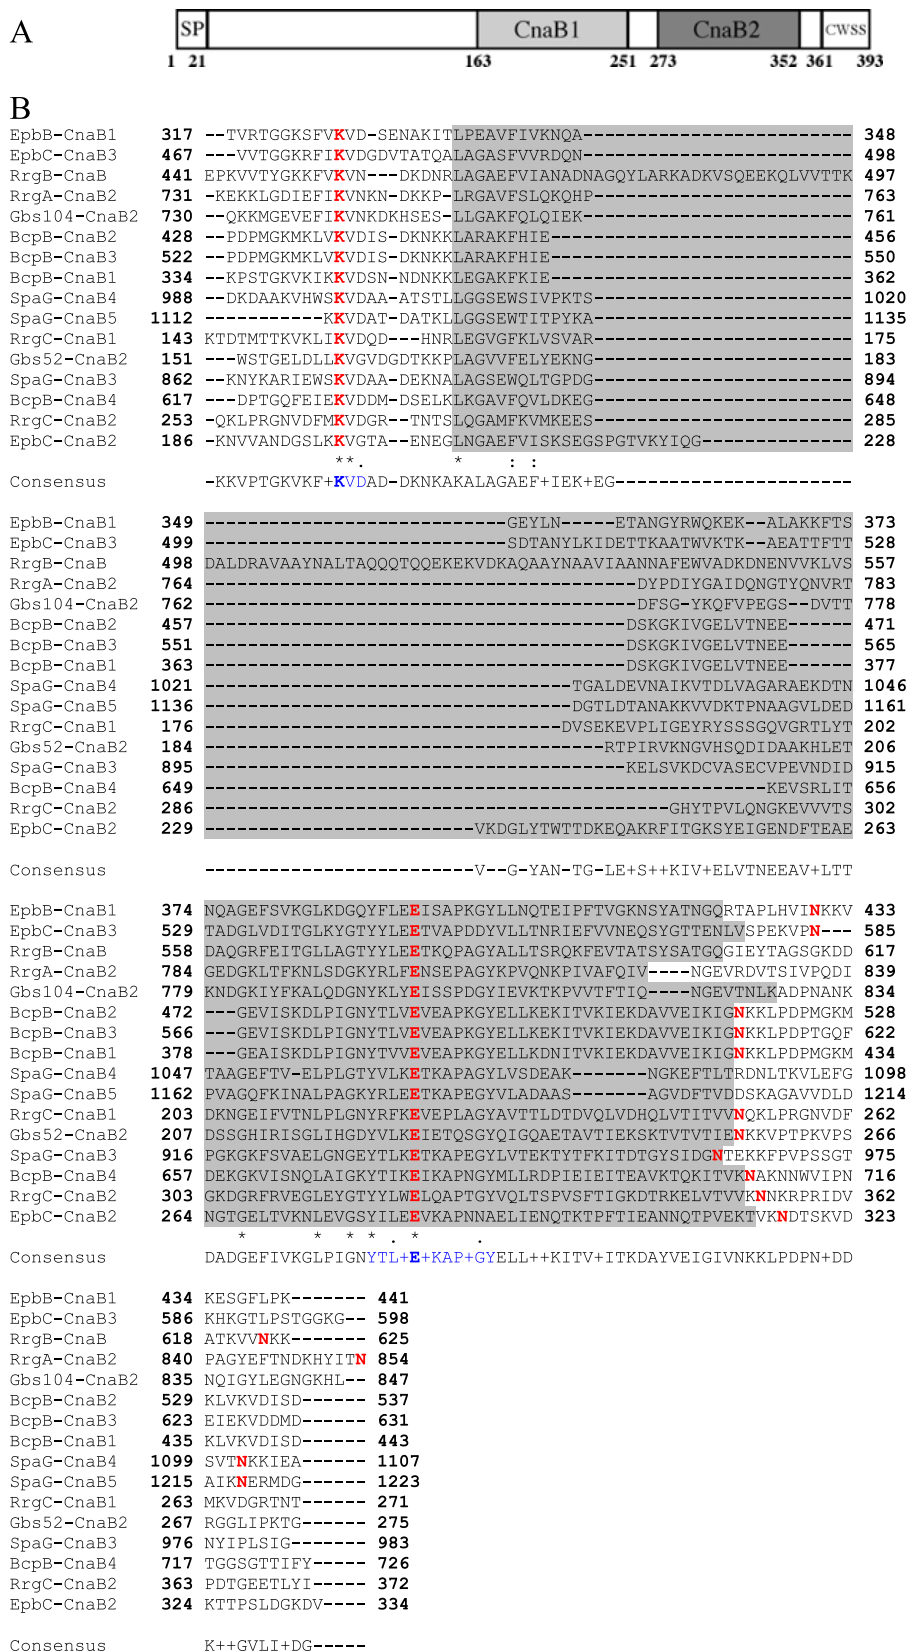 A
SP CnaB1 CnaB2 CWSS
1 21 163 251 273 352 361 393
B
EpbB-CnaB1 317 --TVRTGGKSFVKVD-SENAKITLPEAVFIVKNQA------------------------- 348
EpbC-CnaB3 467 ---VVTGGKRFIKVDGDVTATQALAGASFVVRDQN------------------------- 498
RrgB-CnaB 441 EPKVVTYGKKFVKVN---DKDNRLAGAEFVIANADNAGQYLARKADKVSQEEKQLVVTTK 497
RrgA-CnaB2 731 -KEKKLGDIEFIKVNKN-DKKP-LRGAVFSLQKQHP------------------------ 763
Gbs104-CnaB2 730 --QKKMGEVEFIKVNKDKHSES-LLGAKFQLQIEK------------------------- 761
BcpB-CnaB2 428 --PDPMGKMKLVKVDIS-DKNKKLARAKFHIE---------------------------- 456
BcpB-CnaB3 522 --PDPMGKMKLVKVDIS-DKNKKLARAKFHIE---------------------------- 550
BcpB-CnaB1 334 --KPSTGKVKIKKVDSN-NDNKKLEGAKFKIE---------------------------- 362
SpaG-CnaB4 988 --DKDAAKVHWSKVDAA-ATSTLLGGSEWSIVPKTS------------------------ 1020
SpaG-CnaB5 1112 -----------KKVDAT-DATKLLGGSEWTITPYKA------------------------ 1135
RrgC-CnaB1 143 KTDTMTTKVKLIKVDQD---HNRLEGVGFKLVSVAR------------------------ 175
Gbs52-CnaB2 151 ---WSTGELDLLKVGVDGDTKKPLAGVVFELYEKNG------------------------ 183
SpaG-CnaB3 862 --KNYKARIEWSKVDAA-DEKNALAGSEWQLTGPDG------------------------ 894
BcpB-CnaB4 617 ---DPTGQFEIEKVDDM-DSELKLKGAVFQVLDKEG------------------------ 648
RrgC-CnaB2 253 -QKLPRGNVDFMKVDGR--TNTSLQGAMFKVMKEES------------------------ 285
EpbC-CnaB2 186 --KNVVANDGSLKVGTA--ENEGLNGAEFVISKSEGSPGTVKYIQG-------------- 228
**. * : :
Consensus -KKVPTGKVKF+KVDAD-DKNKAKALAGAEF+IEK+EG----------------------
EpbB-CnaB1 349 ----------------------------GEYLN-----ETANGYRWQKEK--ALAKKFTS 373
EpbC-CnaB3 499 ----------------------------SDTANYLKIDETTKAATWVKTK--AEATTFTT 528
RrgB-CnaB 498 DALDRAVAAYNALTAQQQTQQEKEKVDKAQAAYNAAVIAANNAFEWVADKDNENVVKLVS 557
RrgA-CnaB2 764 ----------------------------------------DYPDIYGAIDQNGTYQNVRT 783
Gbs104-CnaB2 762 ----------------------------------------DFSG-YKQFVPEGS--DVTT 778
BcpB-CnaB2 457 ---------------------------------------DSKGKIVGELVTNEE------ 471
BcpB-CnaB3 551 ---------------------------------------DSKGKIVGELVTNEE------ 565
BcpB-CnaB1 363 ---------------------------------------DSKGKIVGELVTNEE------ 377
SpaG-CnaB4 1021 ----------------------------------TGALDEVNAIKVTDLVAGARAEKDTN 1046
SpaG-CnaB5 1136 ----------------------------------DGTLDTANAKKVVDKTPNAAGVLDED 1161
RrgC-CnaB1 176 ---------------------------------DVSEKEVPLIGEYRYSSSGQVGRTLYT 202
Gbs52-CnaB2 184 -------------------------------------RTPIRVKNGVHSQDIDAAKHLET 206
SpaG-CnaB3 895 ---------------------------------------KELSVKDCVASECVPEVNDID 915
BcpB-CnaB4 649 ----------------------------------------------------KEVSRLIT 656
RrgC-CnaB2 286 -------------------------------------------GHYTPVLQNGKEVVVTS 302
EpbC-CnaB2 229 -------------------------VKDGLYTWTTDKEQAKRFITGKSYEIGENDFTEAE 263
Consensus -------------------------V--G-YAN-TG-LE+S++KIV+ELVTNEEAV+LTT
EpbB-CnaB1 374 NQAGEFSVKGLKDGQYFLEEISAPKGYLLNQTEIPFTVGKNSYATNGQRTAPLHVINKKV 433
EpbC-CnaB3 529 TADGLVDITGLKYGTYYLEETVAPDDYVLLTNRIEFVVNEQSYGTTENLVSPEKVPN--- 585
RrgB-CnaB 558 DAQGRFEITGLLAGTYYLEETKQPAGYALLTSRQKFEVTATSYSATGQGIEYTAGSGKDD 617
RrgA-CnaB2 784 GEDGKLTFKNLSDGKYRLFENSEPAGYKPVQNKPIVAFQIV----NGEVRDVTSIVPQDI 839
Gbs104-CnaB2 779 KNDGKIYFKALQDGNYKLYEISSPDGYIEVKTKPVVTFTIQ----NGEVTNLKADPNANK 834
BcpB-CnaB2 472 ---GEVISKDLPIGNYTLVEVEAPKGYELLKEKITVKIEKDAVVEIKIGNKKLPDPMGKM 528
BcpB-CnaB3 566 ---GEVISKDLPIGNYTLVEVEAPKGYELLKEKITVKIEKDAVVEIKIGNKKLPDPTGQF 622
BcpB-CnaB1 378 ---GEAISKDLPIGNYTVVEVEAPKGYELLKDNITVKIEKDAVVEIKIGNKKLPDPMGKM 434
SpaG-CnaB4 1047 TAAGEFTV-ELPLGTYVLKETKAPAGYLVSDEAK-------NGKEFTLTRDNLTKVLEFG 1098
SpaG-CnaB5 1162 PVAGQFKINALPAGKYRLEETKAPEGYVLADAAS-------AGVDFTVDDSKAGAVVDLD 1214
RrgC-CnaB1 203 DKNGEIFVTNLPLGNYRFKEVEPLAGYAVTTLDTDVQLVDHQLVTITVVNQKLPRGNVDF 262
Gbs52-CnaB2 207 DSSGHIRISGLIHGDYVLKEIETQSGYQIGQAETAVTIEKSKTVTVTIENKKVPTPKVPS 266
SpaG-CnaB3 916 PGKGKFSVAELGNGEYTLTETKAPEGYLVTEKTYTFKITDTGYSIDGNTEKKFPVPSSGT 975
BcpB-CnaB4 657 DEKGKVISNQLAIGKYTIKEIKAPNGYMLLRDPIEIEITEAVKTQKITVKNAKNNWVIPN 716
RrgC-CnaB2 303 GKDGRFRVEGLEYGTYYLWELQAPTGYVQLTSPVSFTIGKDTRKELVTVVKNNKRPRIDV 362
EpbC-CnaB2 264 NGTGELTVKNLEVGSYILEEVKAPNNAELIENQTKTPFTIEANNQTPVEKTVKNDTSKVD 323
* * * * . * .
Consensus DADGEFIVKGLPIGNYTL+E+KAP+GYELL++KITV+ITKDAYVEIGIVNKKLPDPN+DD
EpbB-CnaB1 434 KESGFLPK------- 441
EpbC-CnaB3 586 KHKGTLPSTGGKG-- 598
RrgB-CnaB 618 ATKVVNKK------- 625
RrgA-CnaB2 840 PAGYEFTNDKHYITN 854
Gbs104-CnaB2 835 NQIGYLEGNGKHL-- 847
BcpB-CnaB2 529 KLVKVDISD------ 537
BcpB-CnaB3 623 EIEKVDDMD------ 631
BcpB-CnaB1 435 KLVKVDISD------ 443
SpaG-CnaB4 1099 SVTNKKIEA------ 1107
SpaG-CnaB5 1215 AIKNERMDG------ 1223
RrgC-CnaB1 263 MKVDGRTNT------ 271
Gbs52-CnaB2 267 RGGLIPKTG------ 275
SpaG-CnaB3 976 NYIPLSIG------- 983
BcpB-CnaB4 717 TGGSGTTIFY----- 726
RrgC-CnaB2 363 PDTGEETLYI----- 372
EpbC-CnaB2 324 KTTPSLDGKDV---- 334
Consensus K++GVLI+DG-----